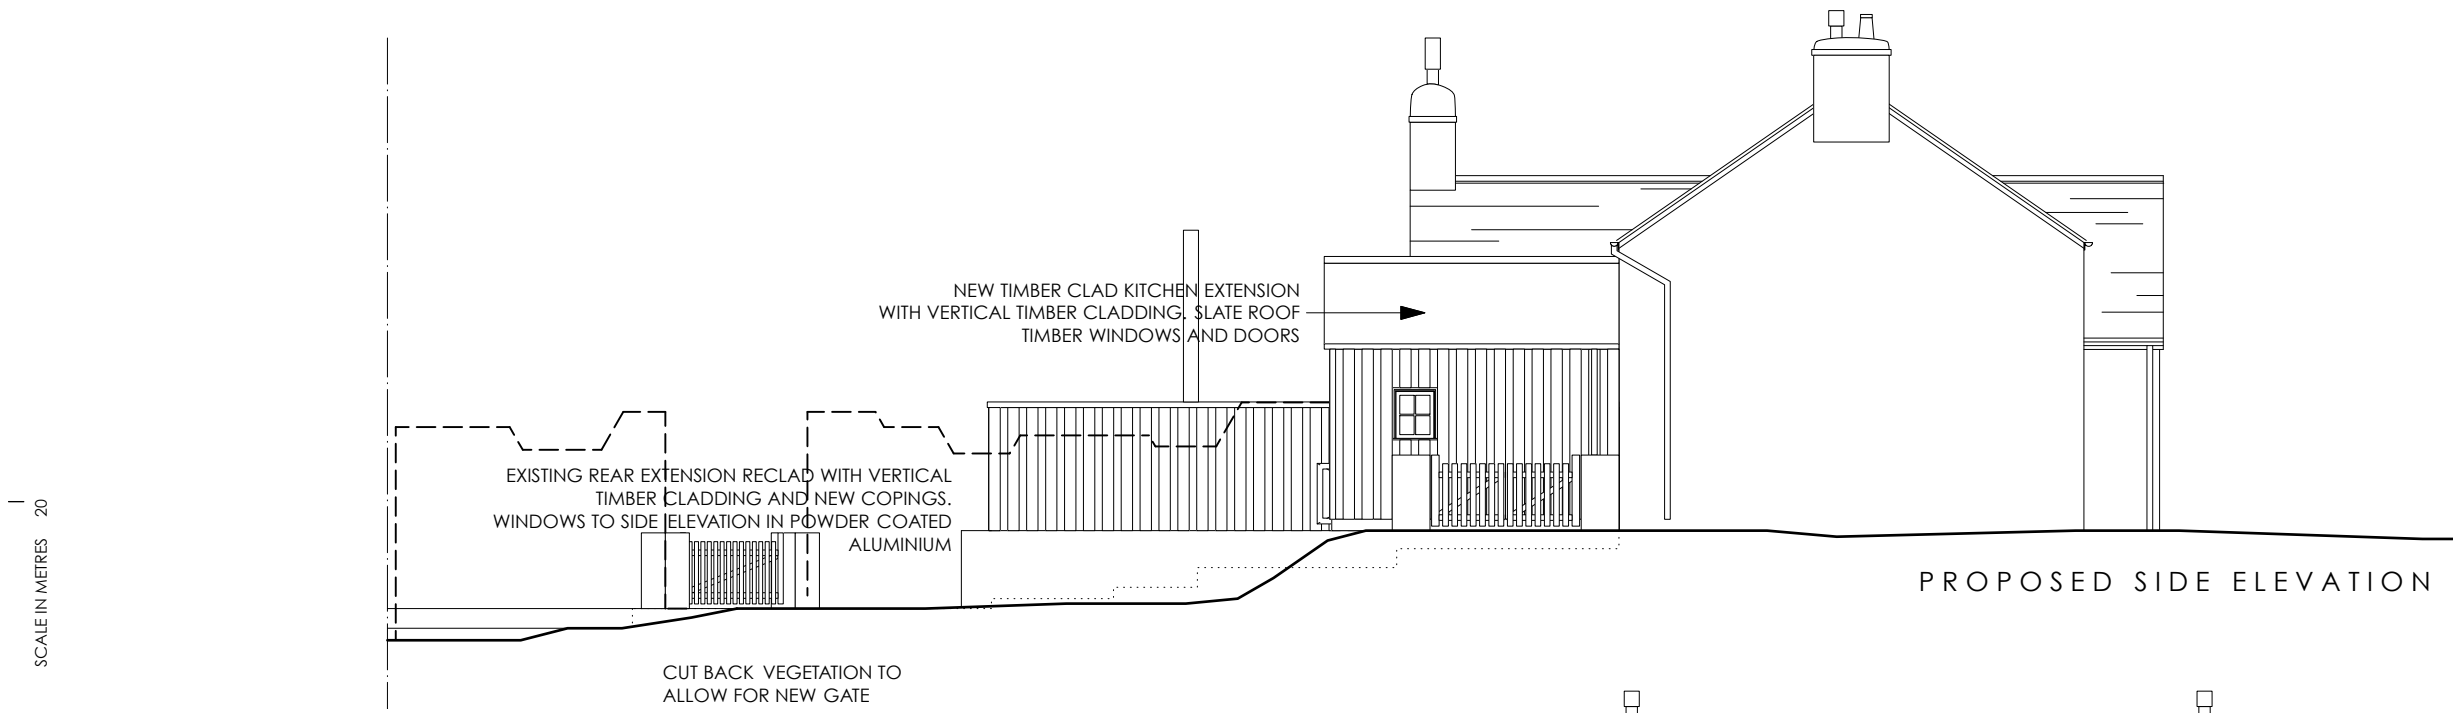 NEW TIMBER CLAD KITCHEN EXTENSION
WITH VERTICAL TIMBER CLADDING. SLATE ROOF
TIMBER WINDOWS AND DOORS
EXISTING REAR EXTENSION RECLAD WITH VERTICAL
TIMBER CLADDING AND NEW COPINGS.
WINDOWS TO SIDE ELEVATION IN POWDER COATED
ALUMINIUM
PROPOSED SIDE ELEVATION
CUT BACK VEGETATION TO
ALLOW FOR NEW GATE
SCALE IN METRES 20